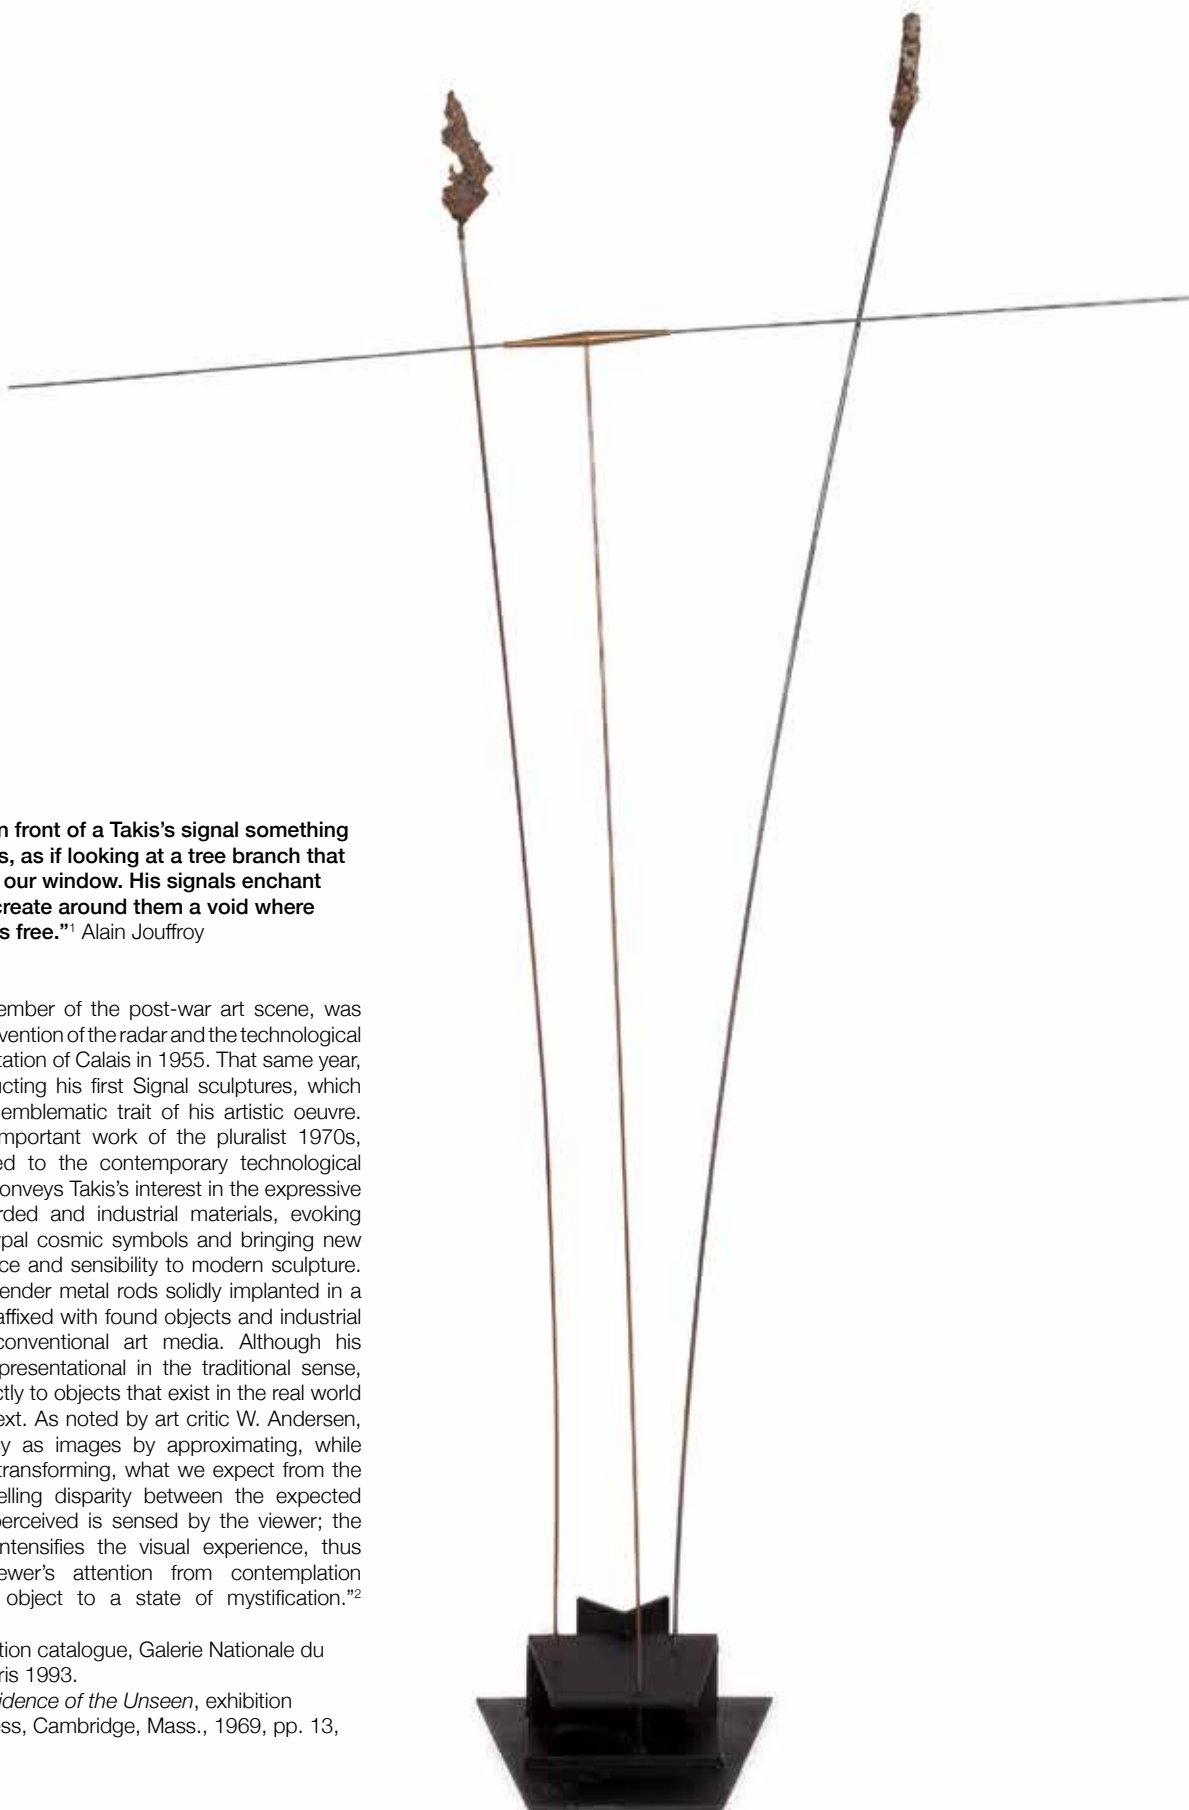 n front of a Takis’s signal something
s, as if looking at a tree branch that
our window. His signals enchant
create around them a void where
s free.”1 Alain Jouffroy
ember of the post-war art scene, was
vention of the radar and the technological
tation of Calais in 1955. That same year,
ucting his first Signal sculptures, which
emblematic trait of his artistic oeuvre.
important work of the pluralist 1970s,
ed to the contemporary technological
onveys Takis’s interest in the expressive
rded and industrial materials, evoking
ypal cosmic symbols and bringing new
ce and sensibility to modern sculpture.
ender metal rods solidly implanted in a
affixed with found objects and industrial
conventional art media. Although his
presentational in the traditional sense,
ctly to objects that exist in the real world
ext. As noted by art critic W. Andersen,
y as images by approximating, while
transforming, what we expect from the
elling disparity between the expected
perceived is sensed by the viewer; the
intensifies the visual experience, thus
ewer’s attention from contemplation
object to a state of mystification.”2
tion catalogue, Galerie Nationale du
ris 1993.
idence of the Unseen, exhibition
ess, Cambridge, Mass., 1969, pp. 13,